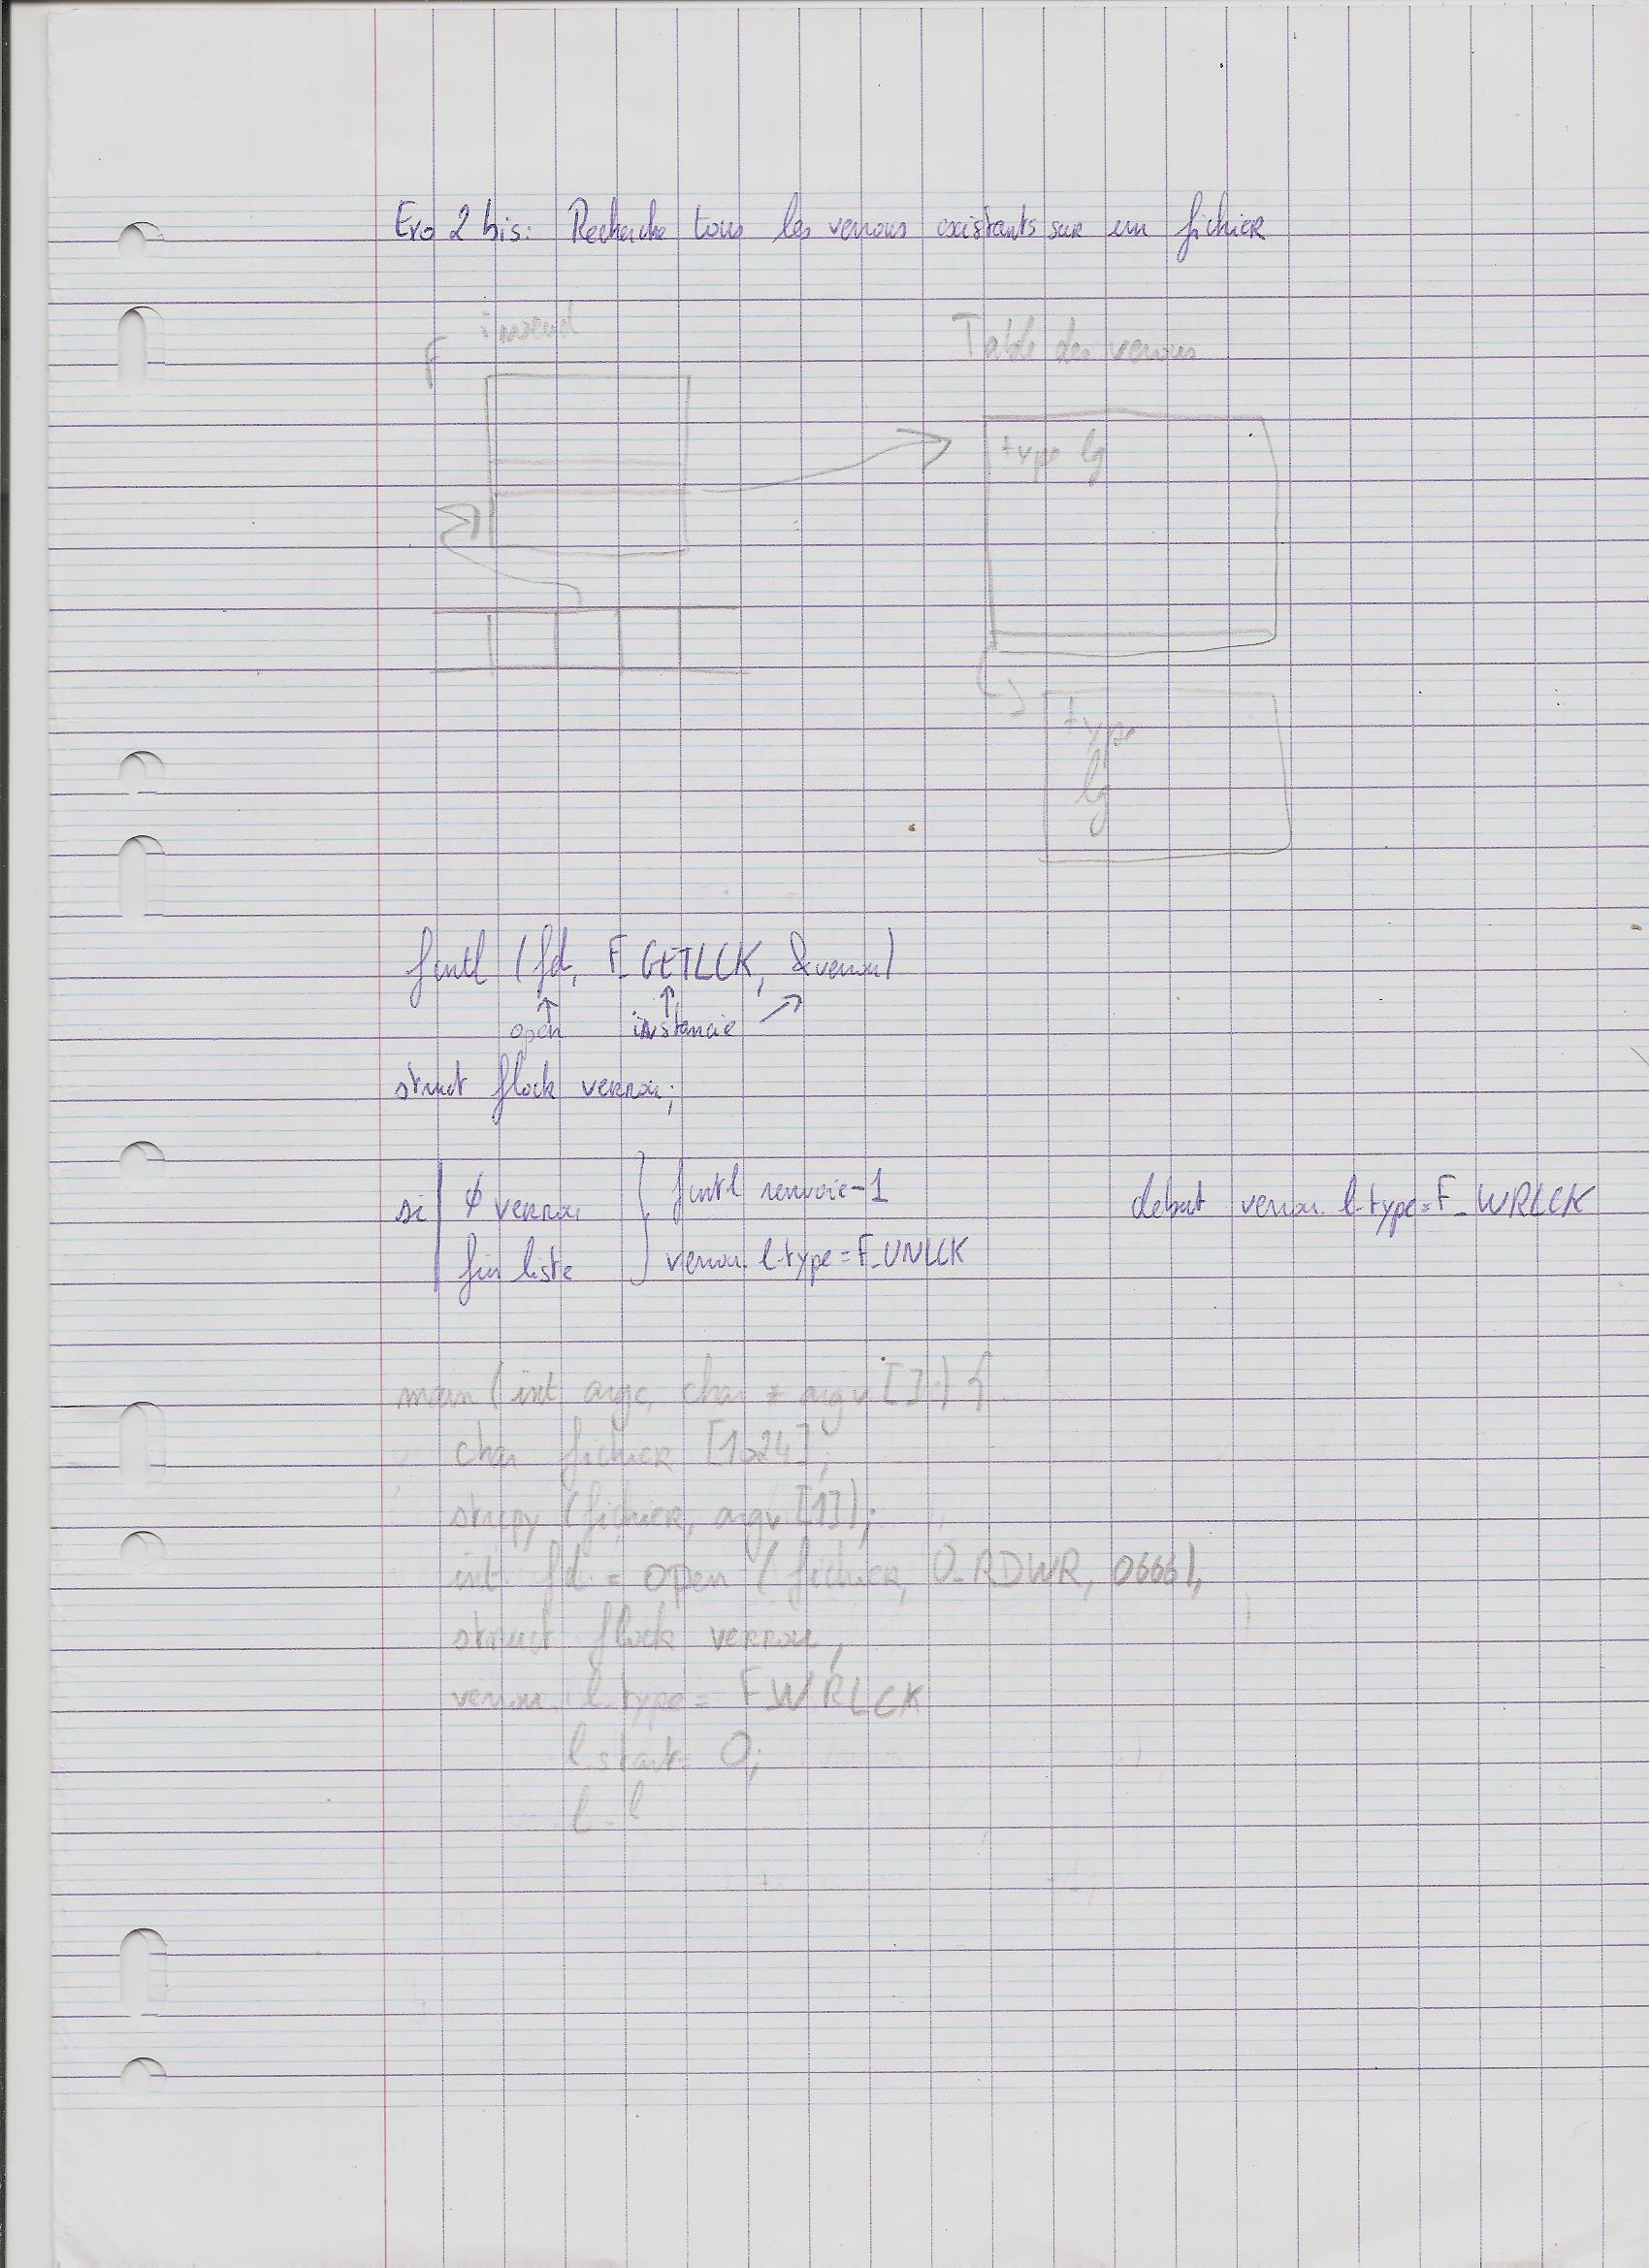 Exo 2 bis: Recherche tous les verrous existants sur un fichier
F inoeud
Table des verrous
type lg
type
lg
fcntl (fd, F_GETLCK, &verrou)
open instancie
struct flock verrou;
si ∅ verrou fcntl renvoie -1 debut verrou.l-type = F_WRLCK
fin liste verrou.l-type = F_UNLCK
main (int argc, char * argv[]) {
char fichier [1024];
strcpy (fichier, argv[1]);
int fd = open (fichier, O_RDWR, 0666);
struct flock verrou;
verrou.l-type = F_WRLCK
l-start = 0;
l-l